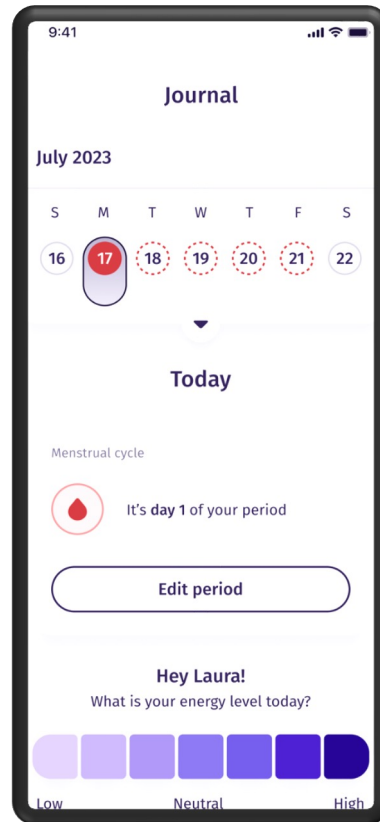 9:41
Journal
July 2023
S M T W T F S
16 17 18 19 20 21 22
Today
Menstrual cycle
It's day 1 of your period
Edit period
Hey Laura!
What is your energy level today?
Low Neutral High